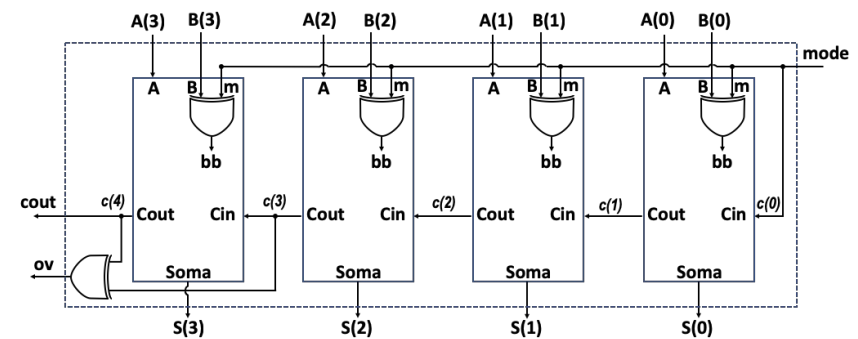 A(3) B(3) A(2) B(2) A(1) B(1) A(0) B(0)
mode
A B m A B m A B m A B m
bb bb bb bb
cout c(4) Cout Cin c(3) Cout Cin c(2) Cout Cin c(1) Cout Cin c(0)
ov
Soma Soma Soma Soma
S(3) S(2) S(1) S(0)